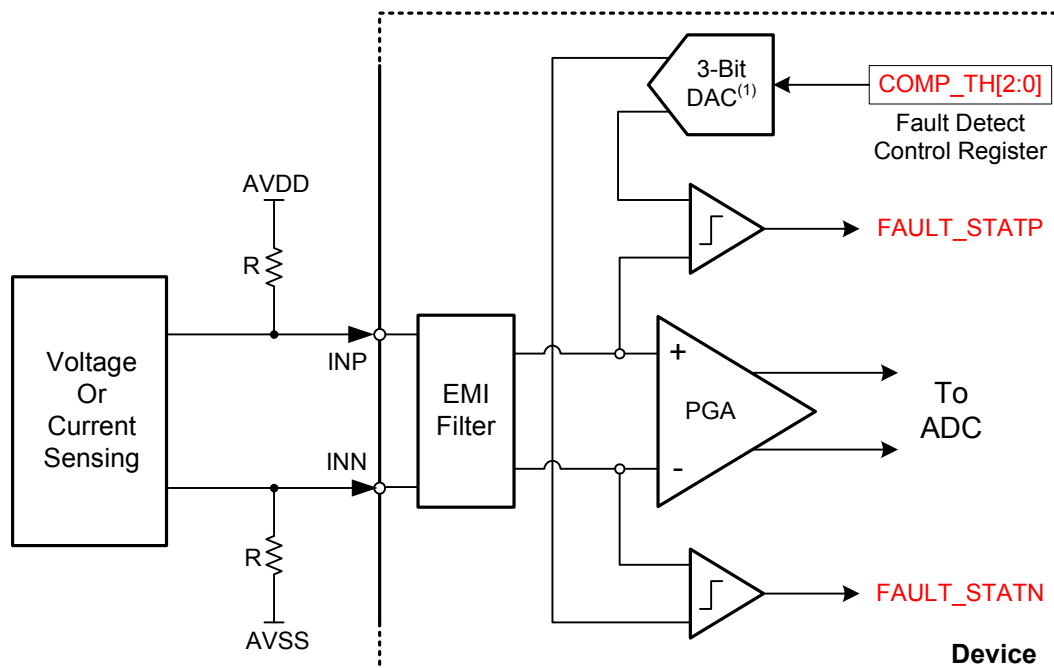 3-Bit
DAC(1)
COMP_TH[2:0]
Fault Detect
Control Register
AVDD
FAULT_STATP
R
Voltage
Or
Current
Sensing
INP
EMI
Filter
+
PGA
-
To
ADC
INN
R
FAULT_STATN
AVSS
Device